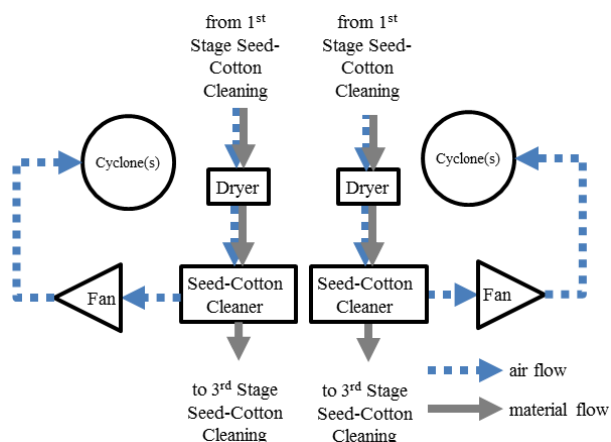 from 1st
Stage Seed-
Cotton
Cleaning
from 1st
Stage Seed-
Cotton
Cleaning
Cyclone(s)
Cyclone(s)
Dryer
Dryer
Fan
Seed-Cotton
Cleaner
Seed-Cotton
Cleaner
Fan
to 3rd Stage
Seed-Cotton
Cleaning
to 3rd Stage
Seed-Cotton
Cleaning
air flow
material flow